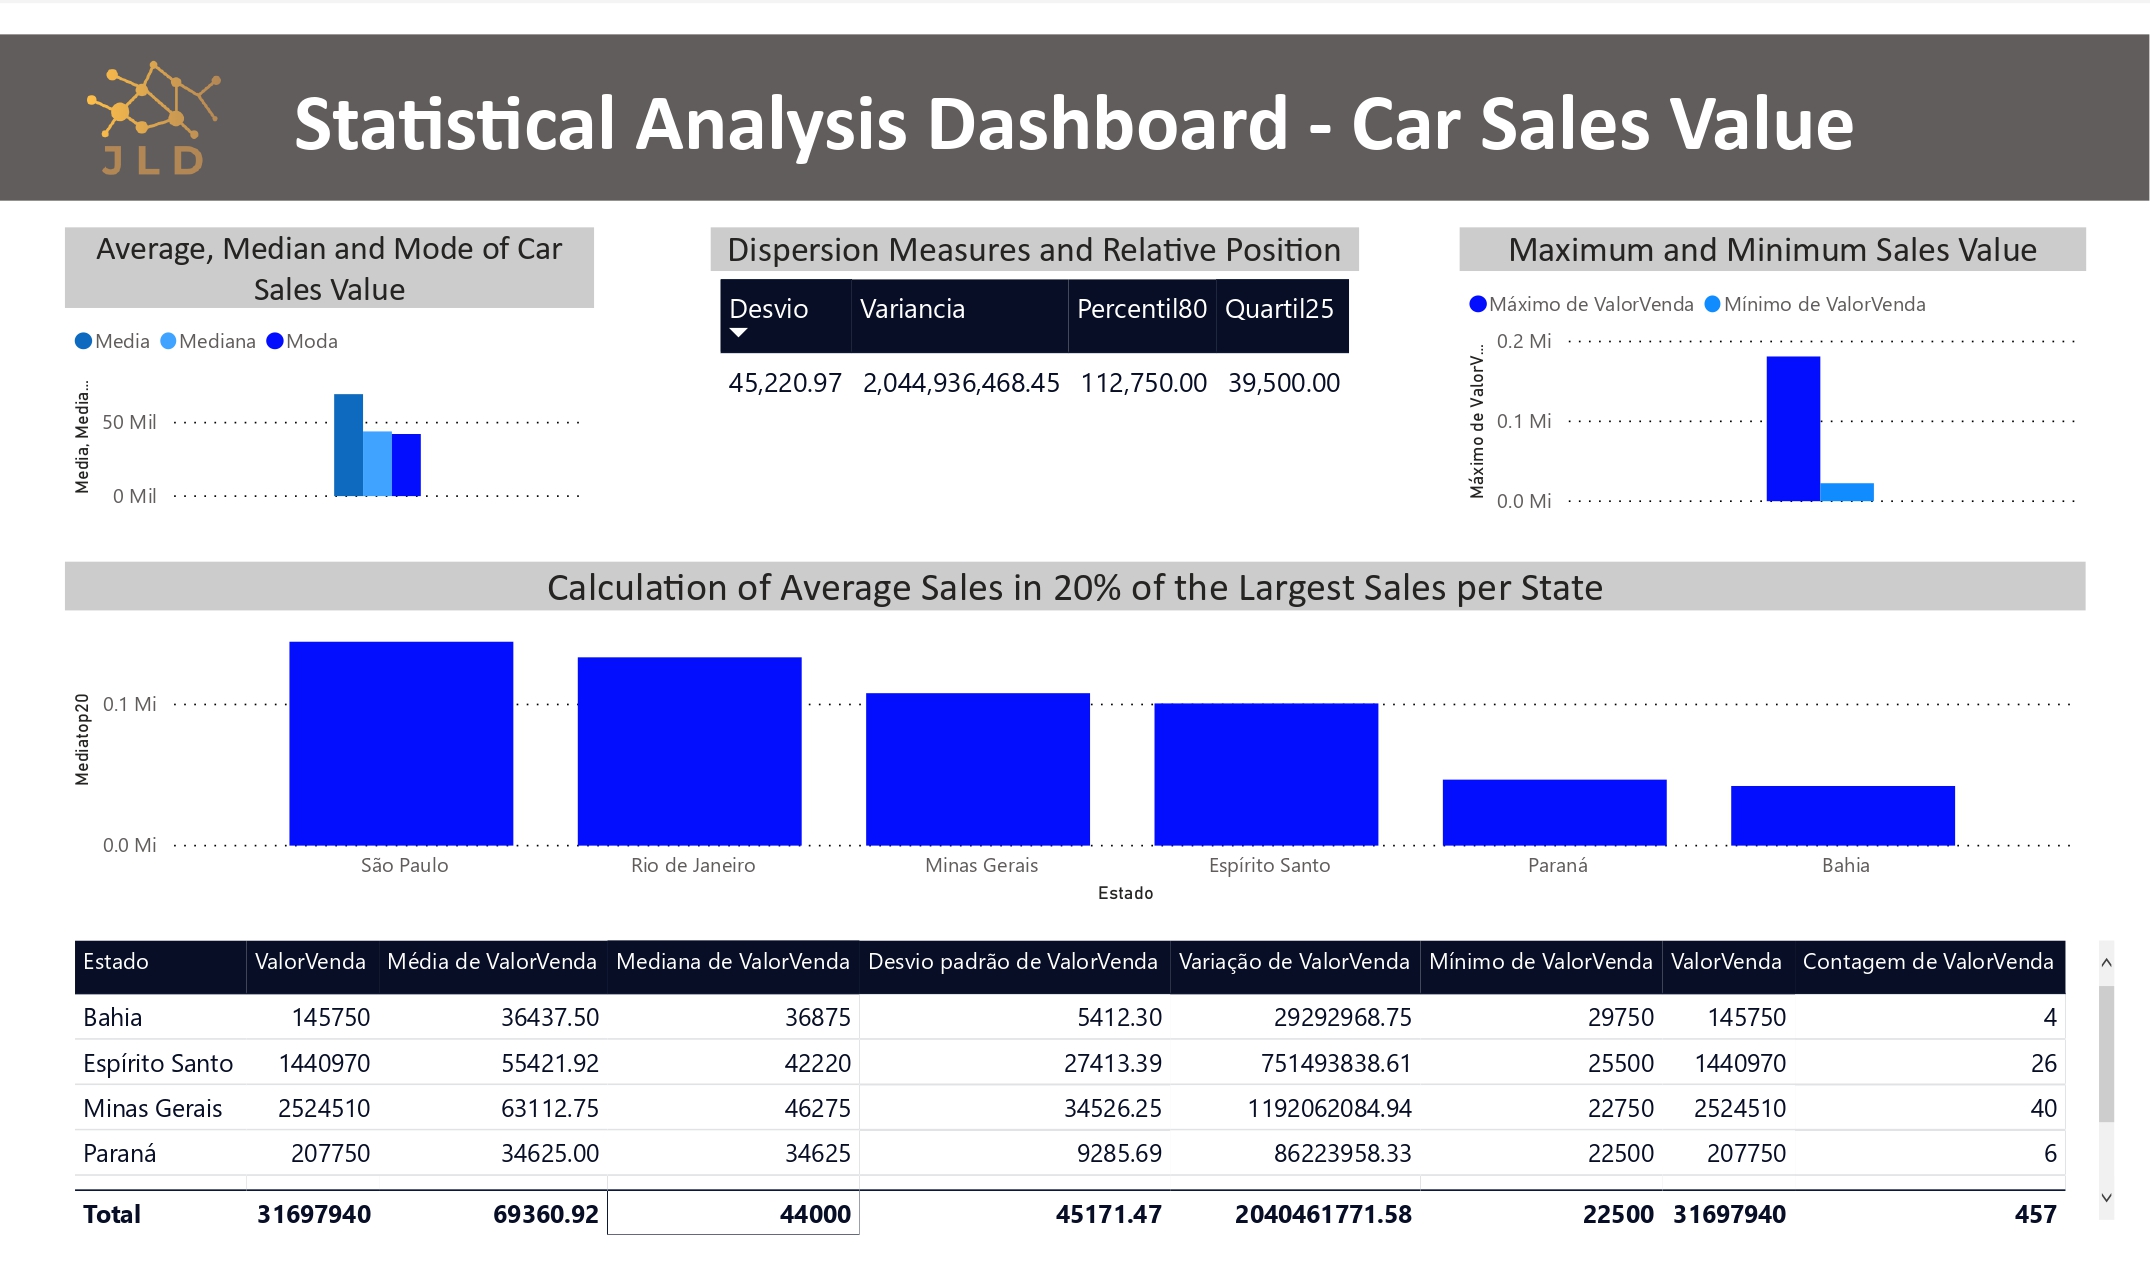 JLD
Statistical Analysis Dashboard - Car Sales Value
Average, Median and Mode of Car
Sales Value
Media Mediana Moda
Media, Media...
50 Mil
0 Mil
Dispersion Measures and Relative Position
Desvio Variancia Percentil80 Quartil25
45,220.97 2,044,936,468.45 112,750.00 39,500.00
Maximum and Minimum Sales Value
Máximo de ValorVenda Mínimo de ValorVenda
Máximo de ValorV...
0.2 Mi
0.1 Mi
0.0 Mi
Calculation of Average Sales in 20% of the Largest Sales per State
Mediatop20
0.1 Mi
0.0 Mi
São Paulo Rio de Janeiro Minas Gerais Espírito Santo Paraná Bahia
Estado
Estado ValorVenda Média de ValorVenda Mediana de ValorVenda Desvio padrão de ValorVenda Variação de ValorVenda Mínimo de ValorVenda ValorVenda Contagem de ValorVenda
Bahia 145750 36437.50 36875 5412.30 29292968.75 29750 145750 4
Espírito Santo 1440970 55421.92 42220 27413.39 751493838.61 25500 1440970 26
Minas Gerais 2524510 63112.75 46275 34526.25 1192062084.94 22750 2524510 40
Paraná 207750 34625.00 34625 9285.69 86223958.33 22500 207750 6
Total 31697940 69360.92 44000 45171.47 2040461771.58 22500 31697940 457